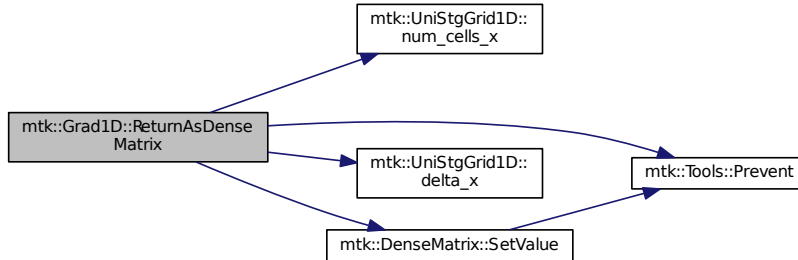 mtk::UniStgGrid1D::
num_cells_x
mtk::Grad1D::ReturnAsDense
Matrix
mtk::UniStgGrid1D::
delta_x
mtk::Tools::Prevent
mtk::DenseMatrix::SetValue